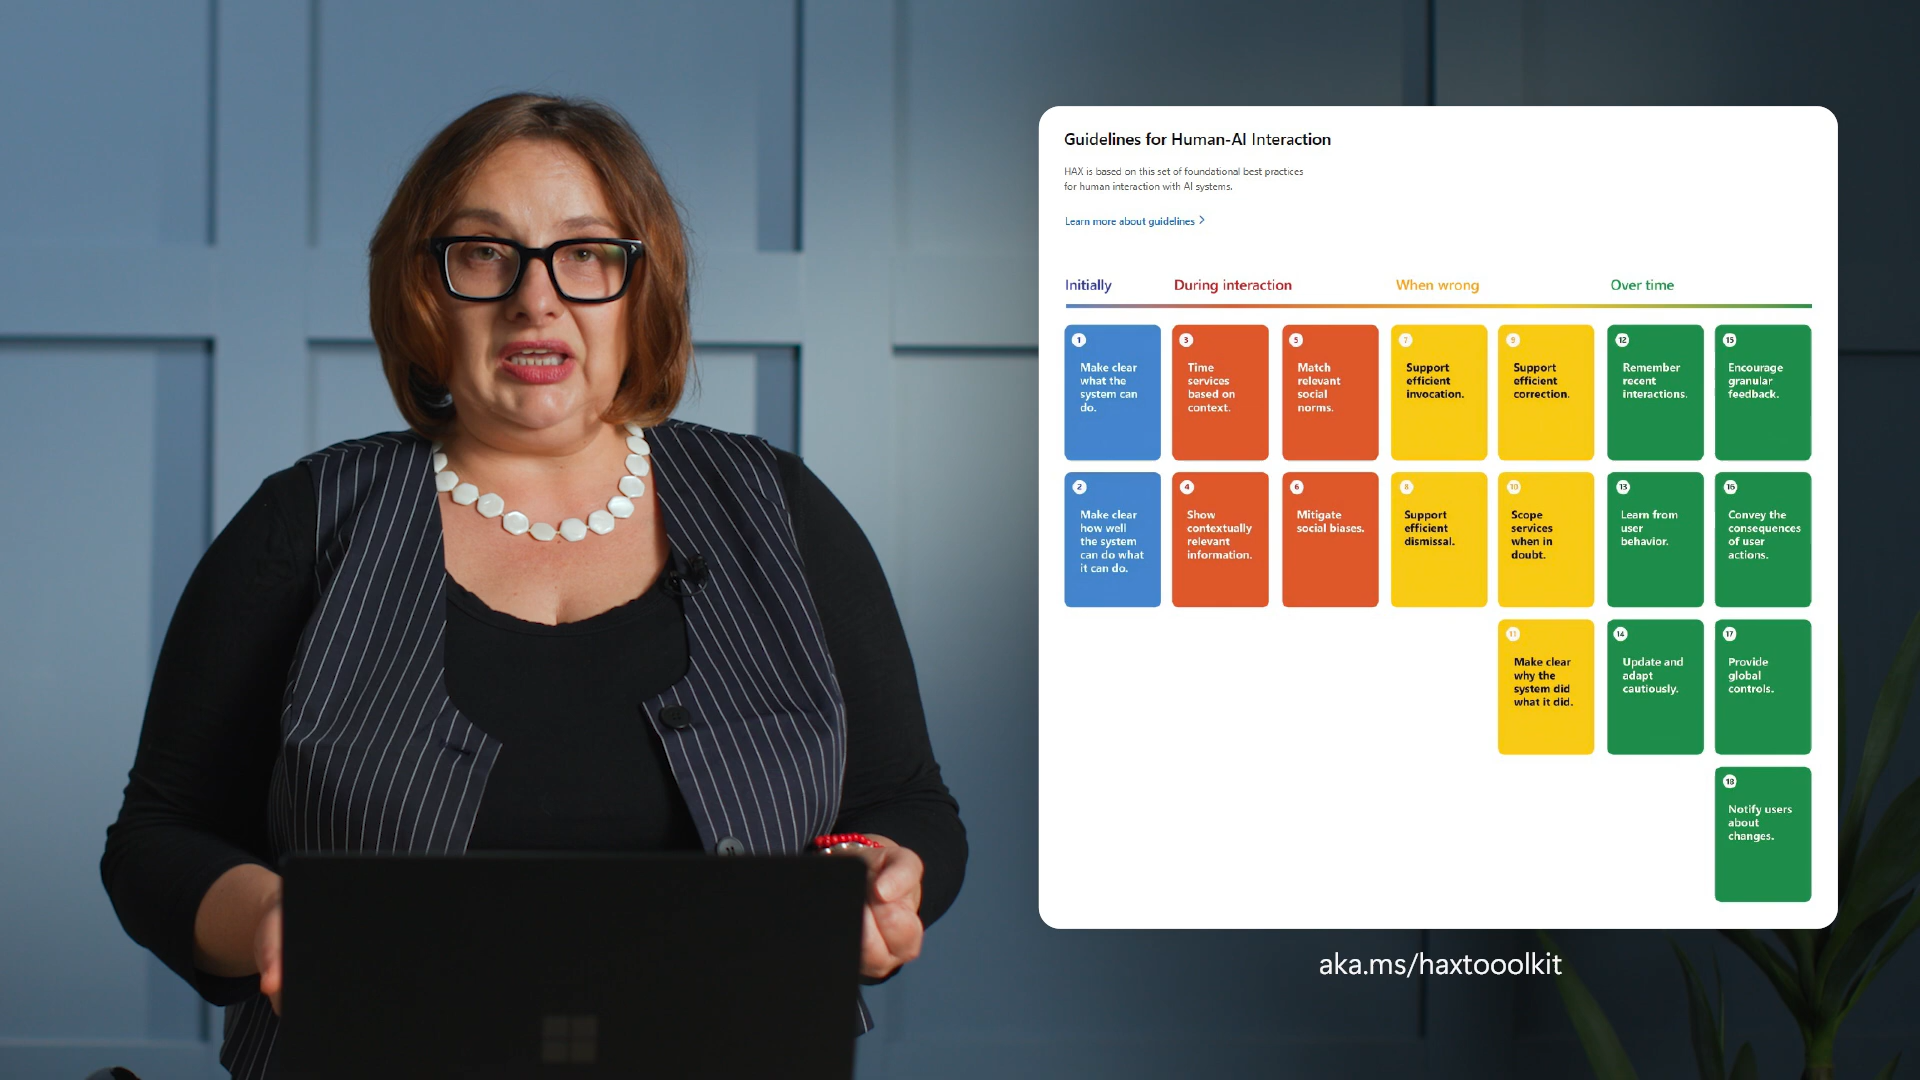 Guidelines for Human-AI Interaction
HAX is based on this set of foundational best practices
for human interaction with AI systems.
Learn more about guidelines >
Initially
During interaction
When wrong
Over time
1
Make clear
what the
system can
do.
3
Time
services
based on
context.
5
Match
relevant
social
norms.
7
Support
efficient
invocation.
9
Support
efficient
correction.
12
Remember
recent
interactions.
15
Encourage
granular
feedback.
2
Make clear
how well
the system
can do what
it can do.
4
Show
contextually
relevant
information.
6
Mitigate
social biases.
8
Support
efficient
dismissal.
10
Scope
services
when in
doubt.
13
Learn from
user
behavior.
16
Convey the
consequences
of user
actions.
11
Make clear
why the
system did
what it did.
14
Update and
adapt
cautiously.
17
Provide
global
controls.
18
Notify users
about
changes.
aka.ms/haxtooolkit